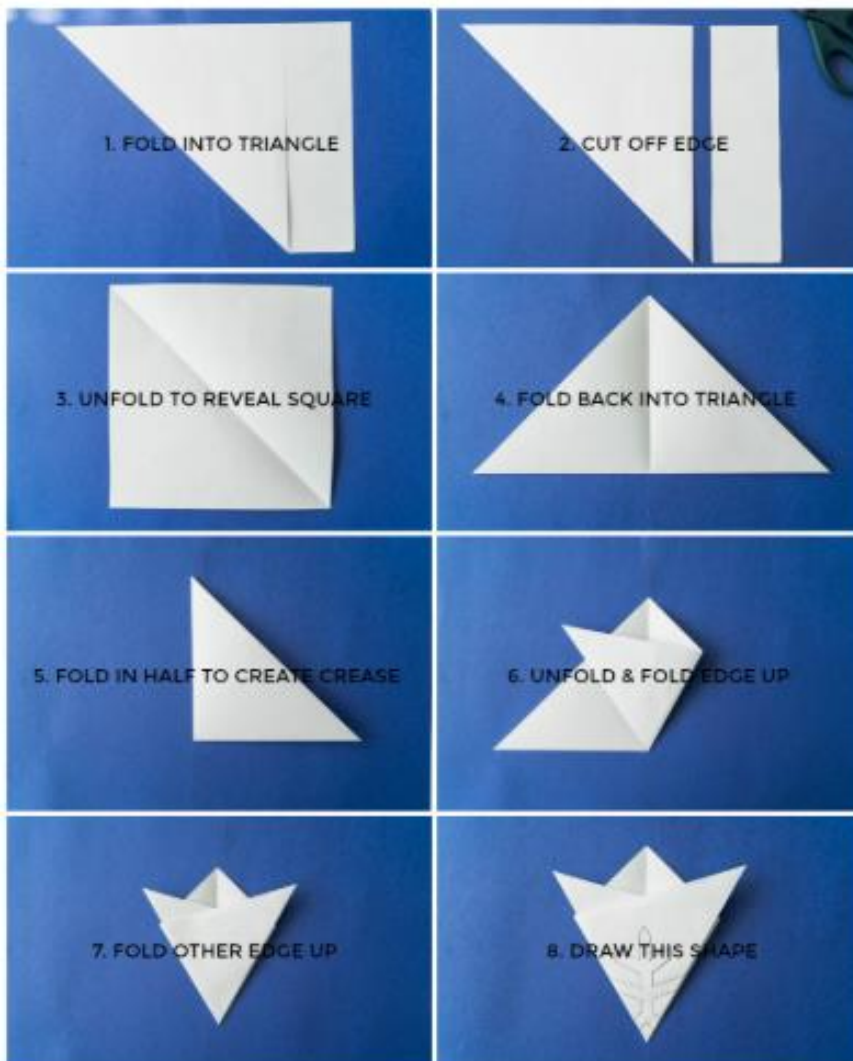 1. FOLD INTO TRIANGLE
2. CUT OFF EDGE
3. UNFOLD TO REVEAL SQUARE
4. FOLD BACK INTO TRIANGLE
5. FOLD IN HALF TO CREATE CREASE
6. UNFOLD & FOLD EDGE UP
7. FOLD OTHER EDGE UP
8. DRAW THIS SHAPE